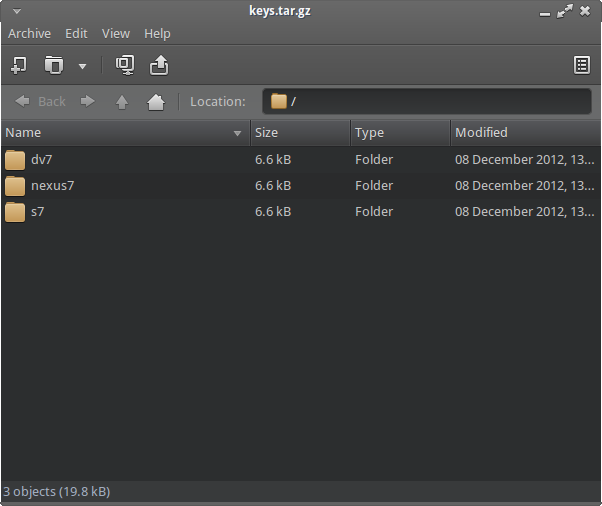 keys.tar.gz
Archive Edit View Help
Back Location: /
Name Size Type Modified
dv7 6.6 kB Folder 08 December 2012, 13...
nexus7 6.6 kB Folder 08 December 2012, 13...
s7 6.6 kB Folder 08 December 2012, 13...
3 objects (19.8 kB)